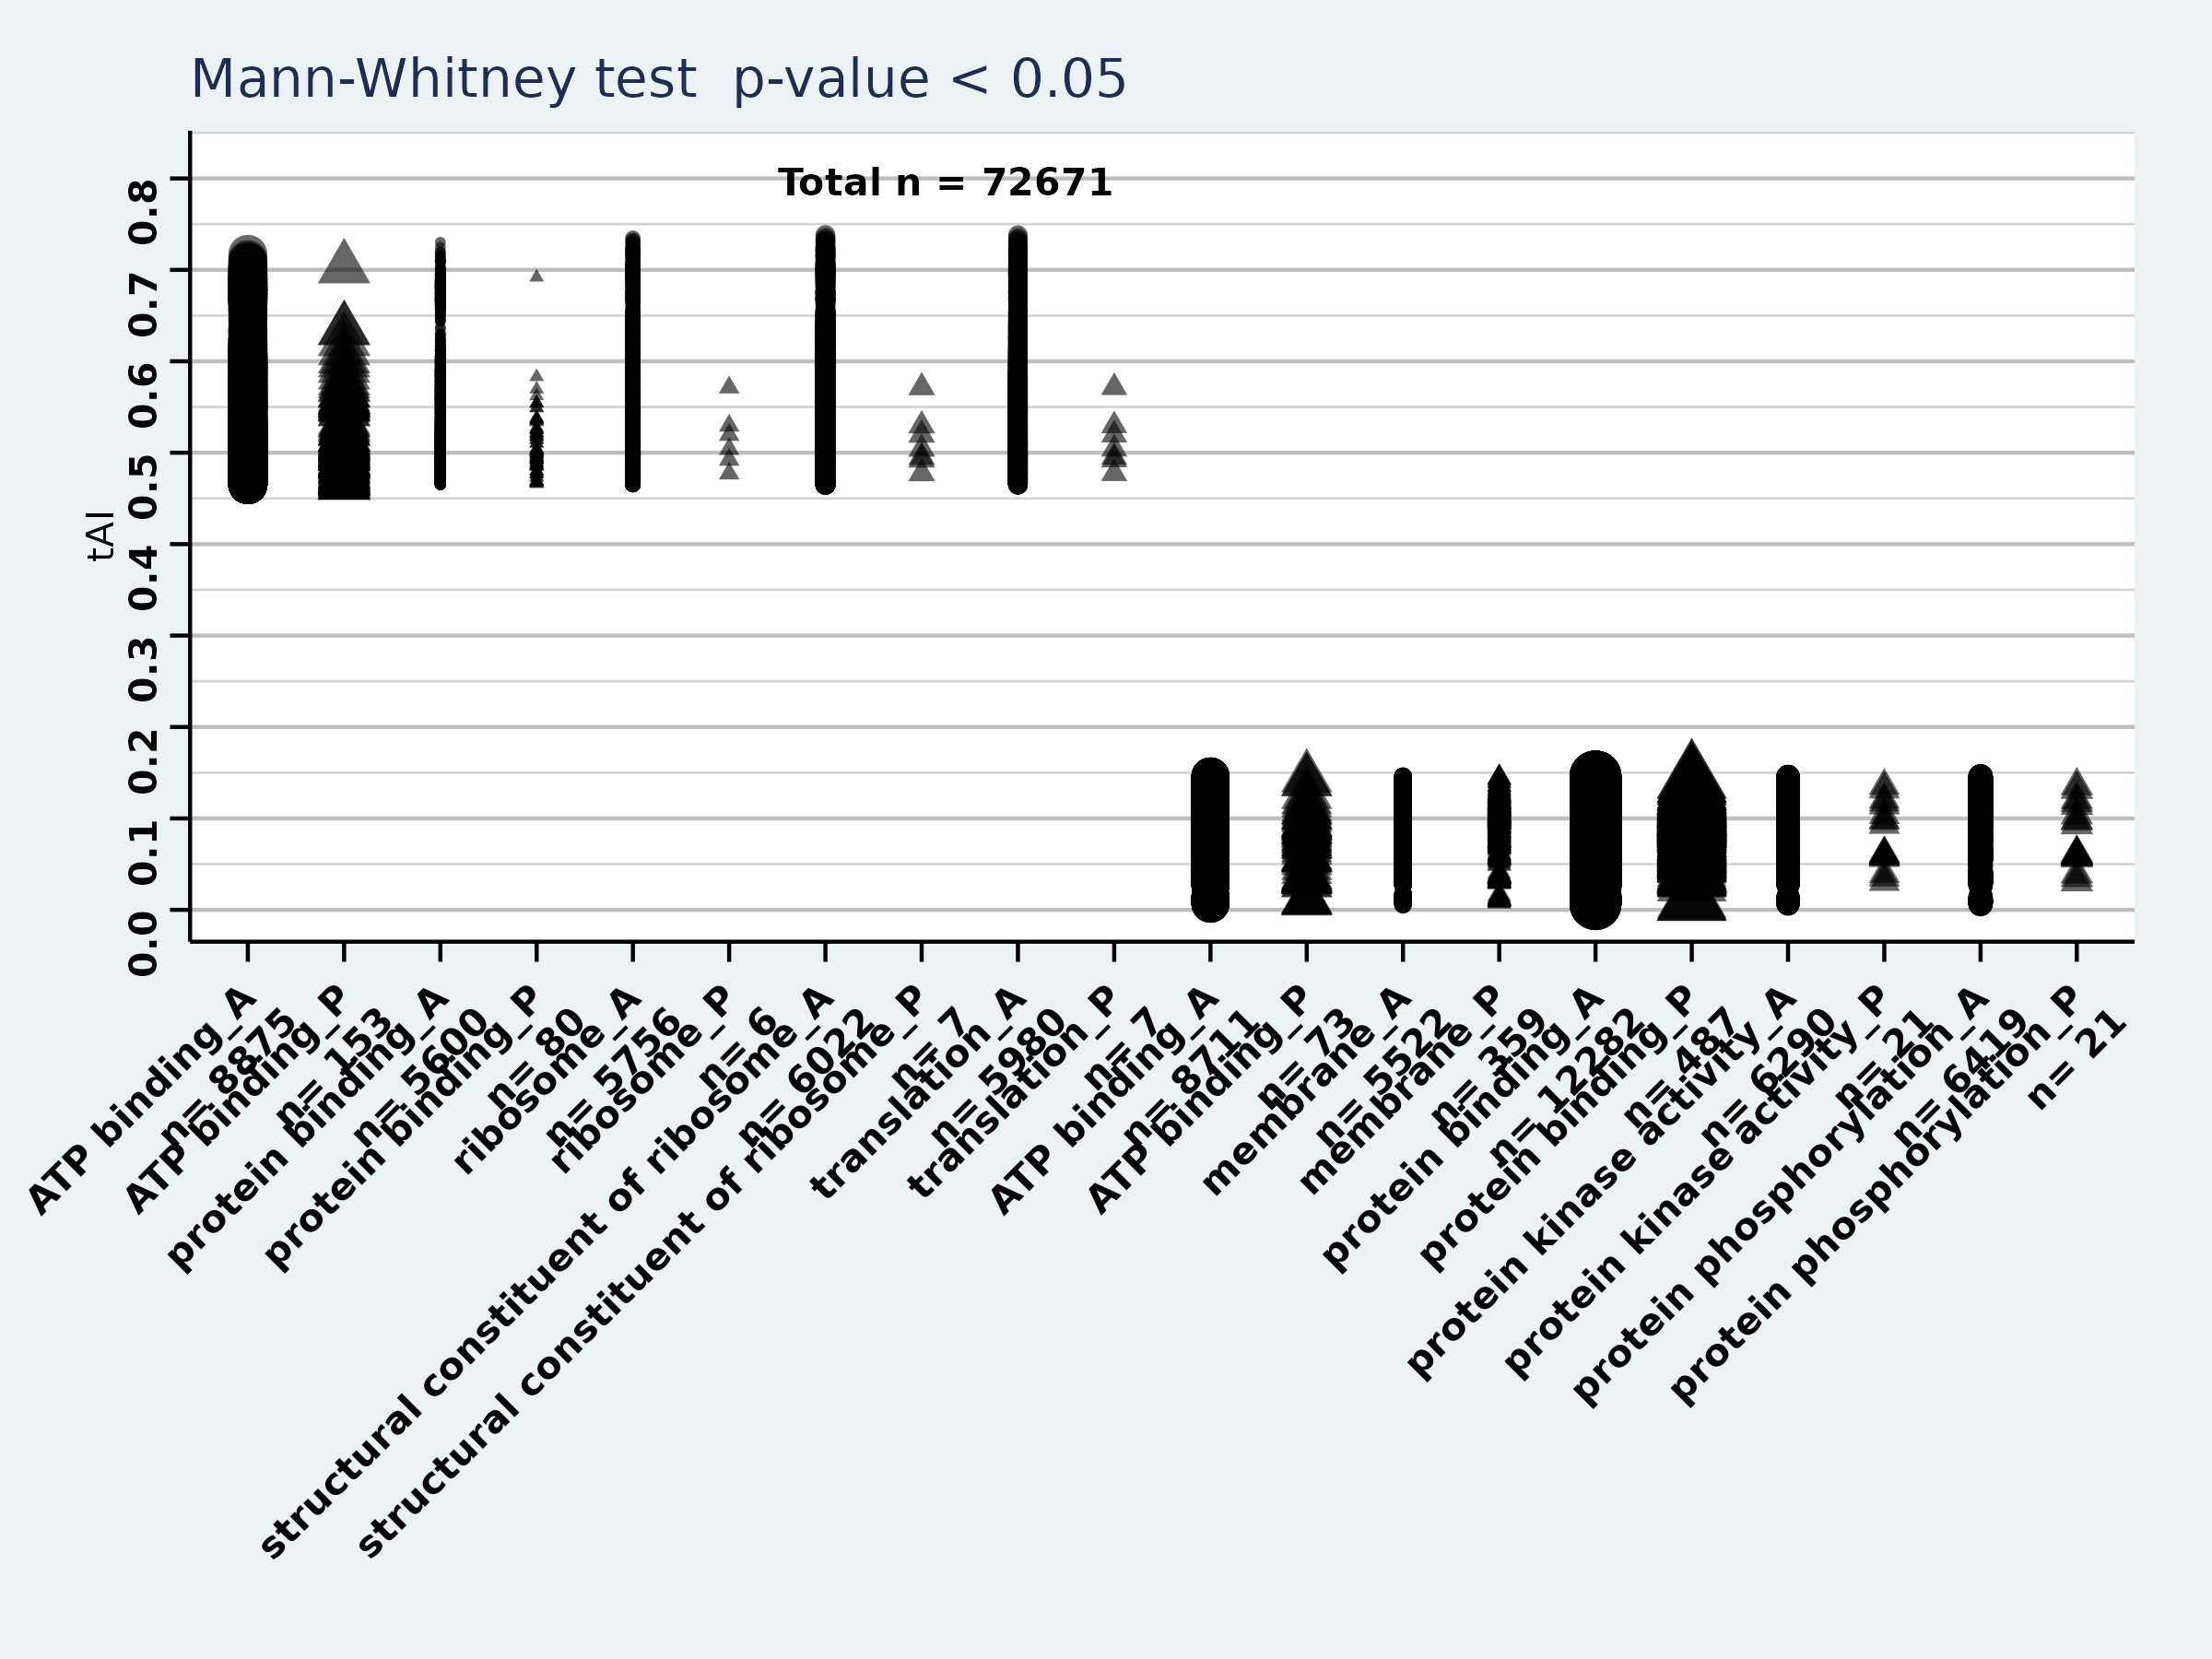 Mann-Whitney test  p-value < 0.05
Total n = 72671
tAI
0.8
0.7
0.6
0.5
0.4
0.3
0.2
0.1
0.0
ATP binding_A
n= 8875
ATP binding_P
n= 153
protein binding_A
n= 5600
protein binding_P
n= 80
ribosome_A
n= 5756
ribosome_P
n= 6
structural constituent of ribosome_A
n= 6022
structural constituent of ribosome_P
n= 7
translation_A
n= 5980
translation_P
n= 7
ATP binding_A
n= 8711
ATP binding_P
n= 73
membrane_A
n= 5522
membrane_P
n= 359
protein binding_A
n= 12282
protein binding_P
n= 487
protein kinase activity_A
n= 6290
protein kinase activity_P
n= 21
protein phosphorylation_A
n= 6419
protein phosphorylation_P
n= 21